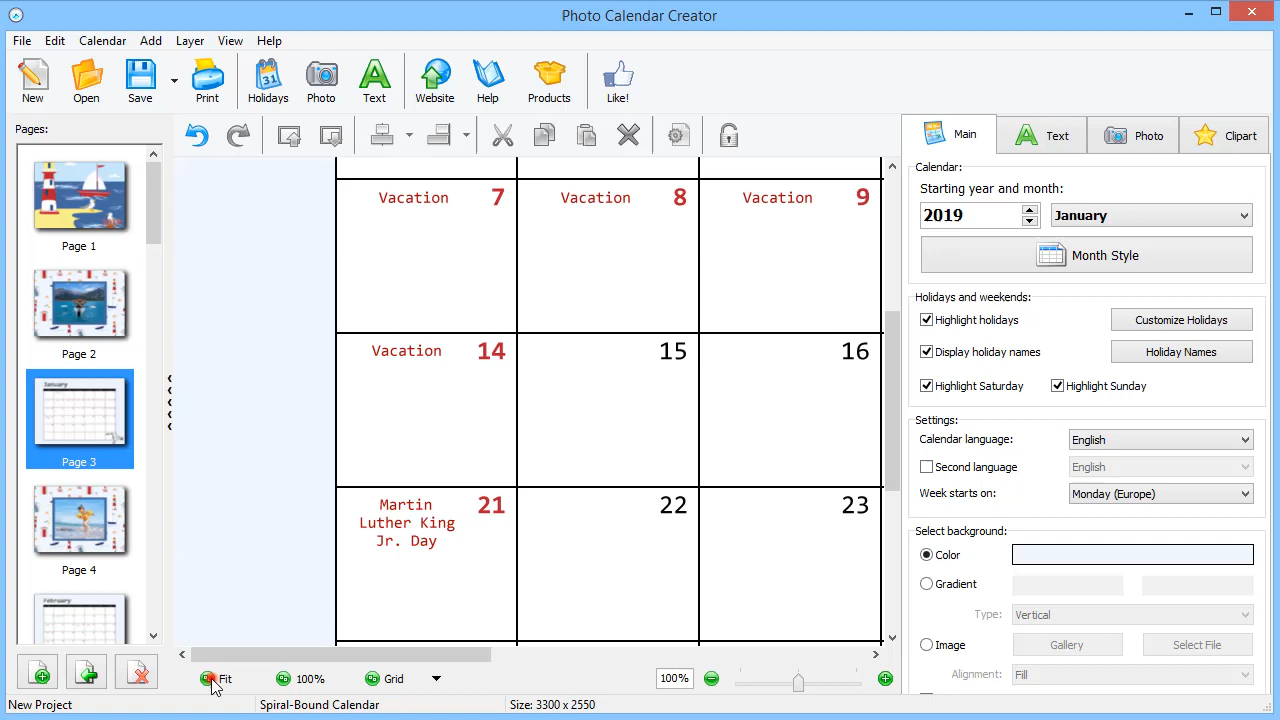 Photo Calendar Creator
File Edit Calendar Add Layer View Help
New Open Save Print Holidays Photo Text Website Help Products Like!
31
Pages:
Page 1
Page 2
January
Page 3
Page 4
February
Vacation 7 Vacation 8 Vacation 9
Vacation 14 15 16
Martin 21 22 23
Luther King
Jr. Day
Main Text Photo Clipart
Calendar:
Starting year and month:
2019 January
Month Style
Holidays and weekends:
Highlight holidays Customize Holidays
Display holiday names Holiday Names
Highlight Saturday Highlight Sunday
Settings:
Calendar language: English
Second language English
Week starts on: Monday (Europe)
Select background:
Color
Gradient
Type: Vertical
Image Gallery Select File
Alignment: Fill
Fit 100% Grid 100%
New Project Spiral-Bound Calendar Size: 3300 x 2550